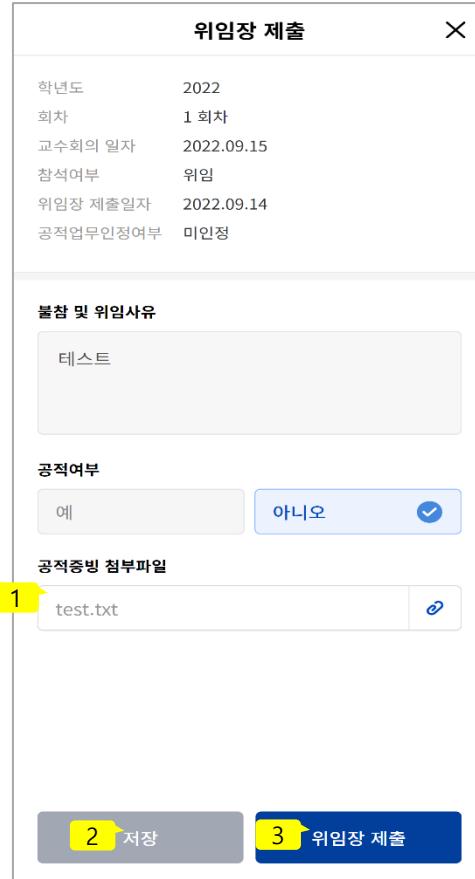 위임장 제출
학년도 2022
회차 1 회차
교수회의 일자 2022.09.15
참석여부 위임
위임장 제출일자 2022.09.14
공적업무인정여부 미인정
불참 및 위임사유
테스트
공적여부
예 아니오
공적증빙 첨부파일
1 test.txt
2 저장 3 위임장 제출